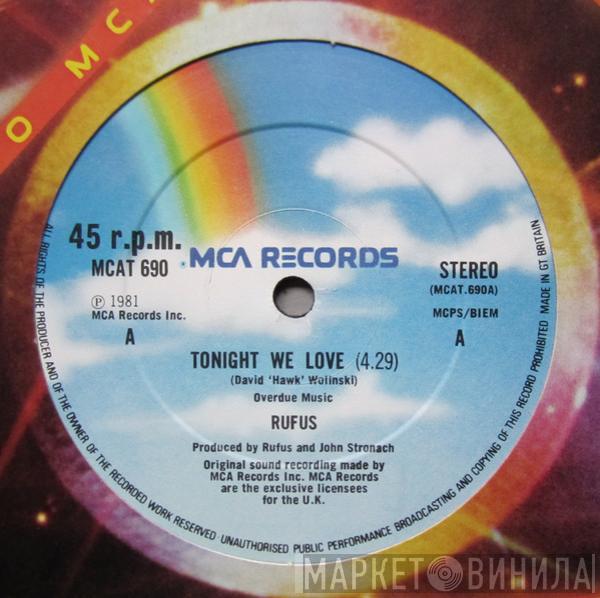 O MCA
45 r.p.m.
MCAT 690
MCA RECORDS
STEREO
(MCAT.690A)
℗ 1981
MCA Records Inc.
MCPS/BIEM
A
A
TONIGHT WE LOVE (4.29)
(David 'Hawk' Wolinski)
Overdue Music
RUFUS
Produced by Rufus and John Stronach
Original sound recording made by
MCA Records Inc. MCA Records
are the exclusive licensees
for the U.K.
ALL RIGHTS OF THE PRODUCER AND OF THE OWNER OF THE RECORDED WORK RESERVED UNAUTHORISED PUBLIC PERFORMANCE BROADCASTING AND COPYING OF THIS RECORD PROHIBITED MADE IN GT BRITAIN
МАРКЕТ ВИНИЛА